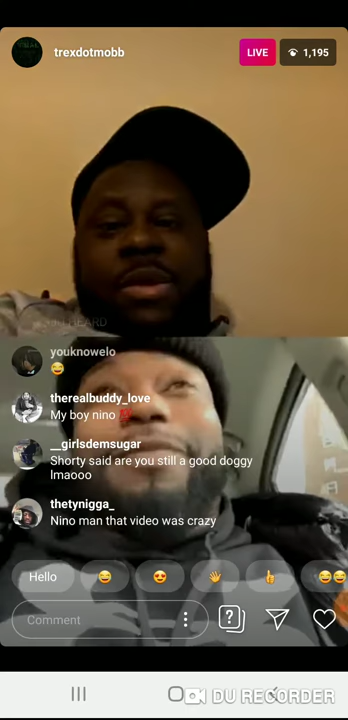 trexdotmobb
LIVE
1,195
HEARD
youknowelo
😂
therealbuddy_love
My boy nino 💯
__girlsdemsugar
Shorty said are you still a good doggy
lmaooo
thetynigga_
Nino man that video was crazy
Hello 😂 😍 👋 👍 😂😂
Comment
DU RECORDER